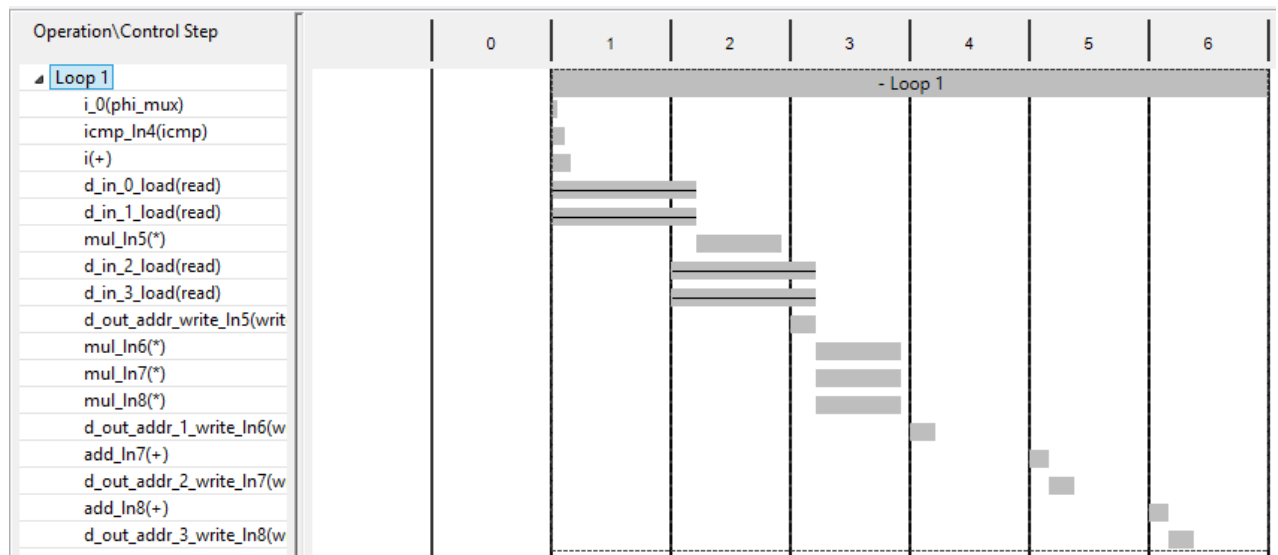 Operation\Control Step
0 1 2 3 4 5 6
Loop 1
- Loop 1
i_0(phi_mux)
icmp_ln4(icmp)
i(+)
d_in_0_load(read)
d_in_1_load(read)
mul_ln5(*)
d_in_2_load(read)
d_in_3_load(read)
d_out_addr_write_ln5(writ
mul_ln6(*)
mul_ln7(*)
mul_ln8(*)
d_out_addr_1_write_ln6(w
add_ln7(+)
d_out_addr_2_write_ln7(w
add_ln8(+)
d_out_addr_3_write_ln8(w